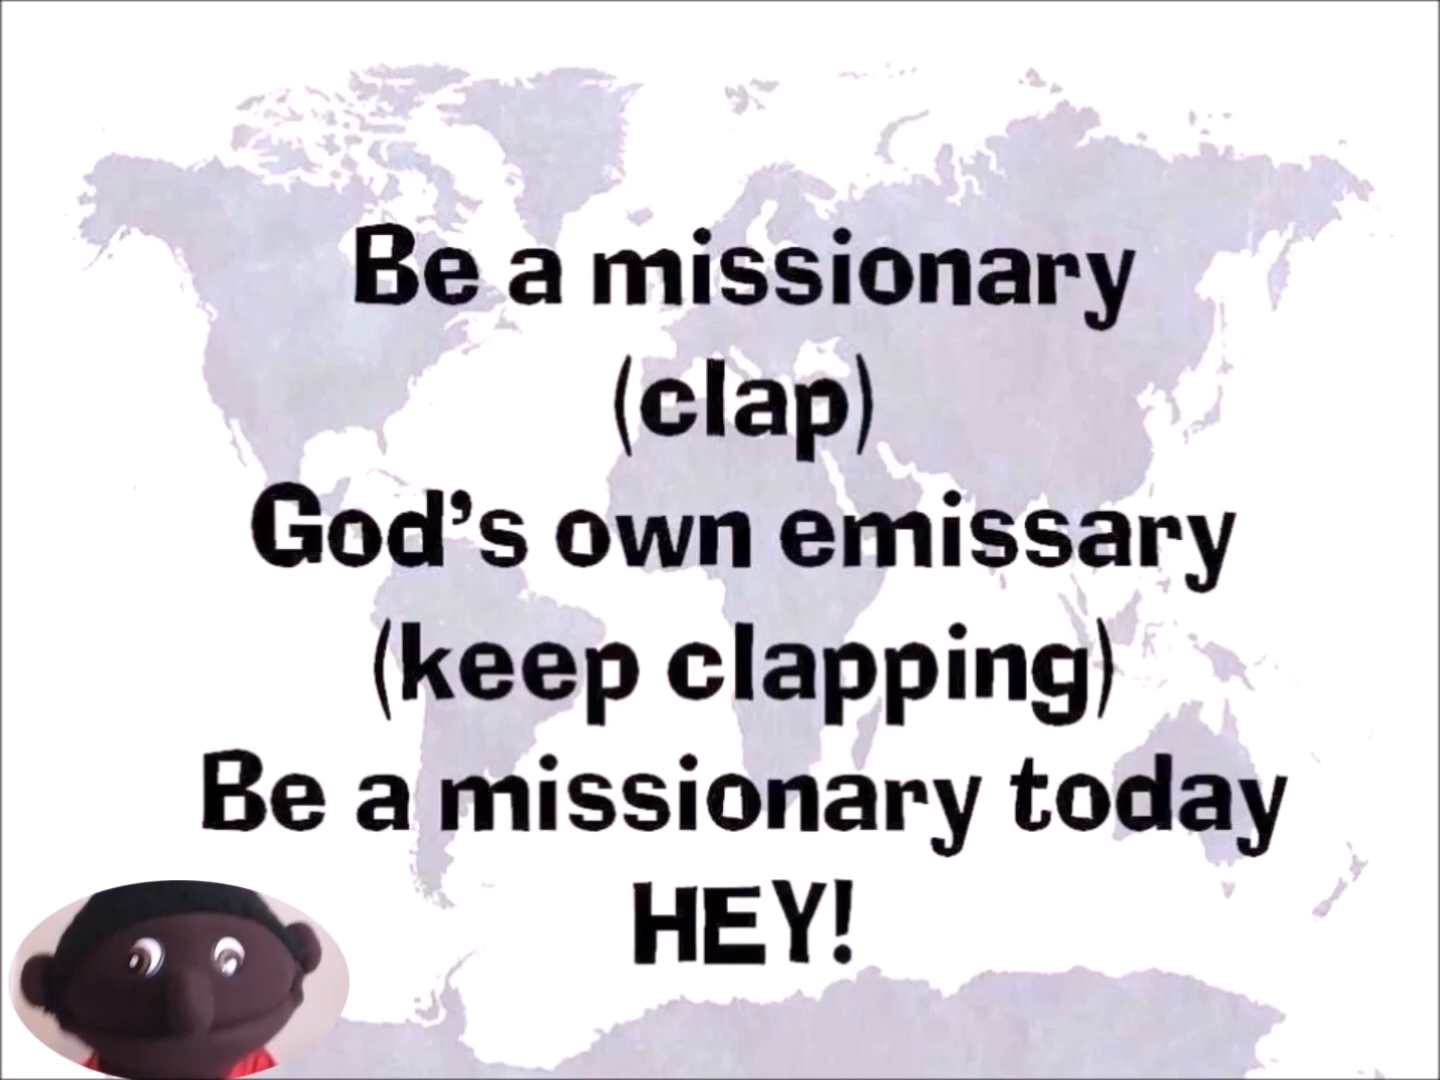 Be a missionary
(clap)
God's own emissary
(keep clapping)
Be a missionary today
HEY!